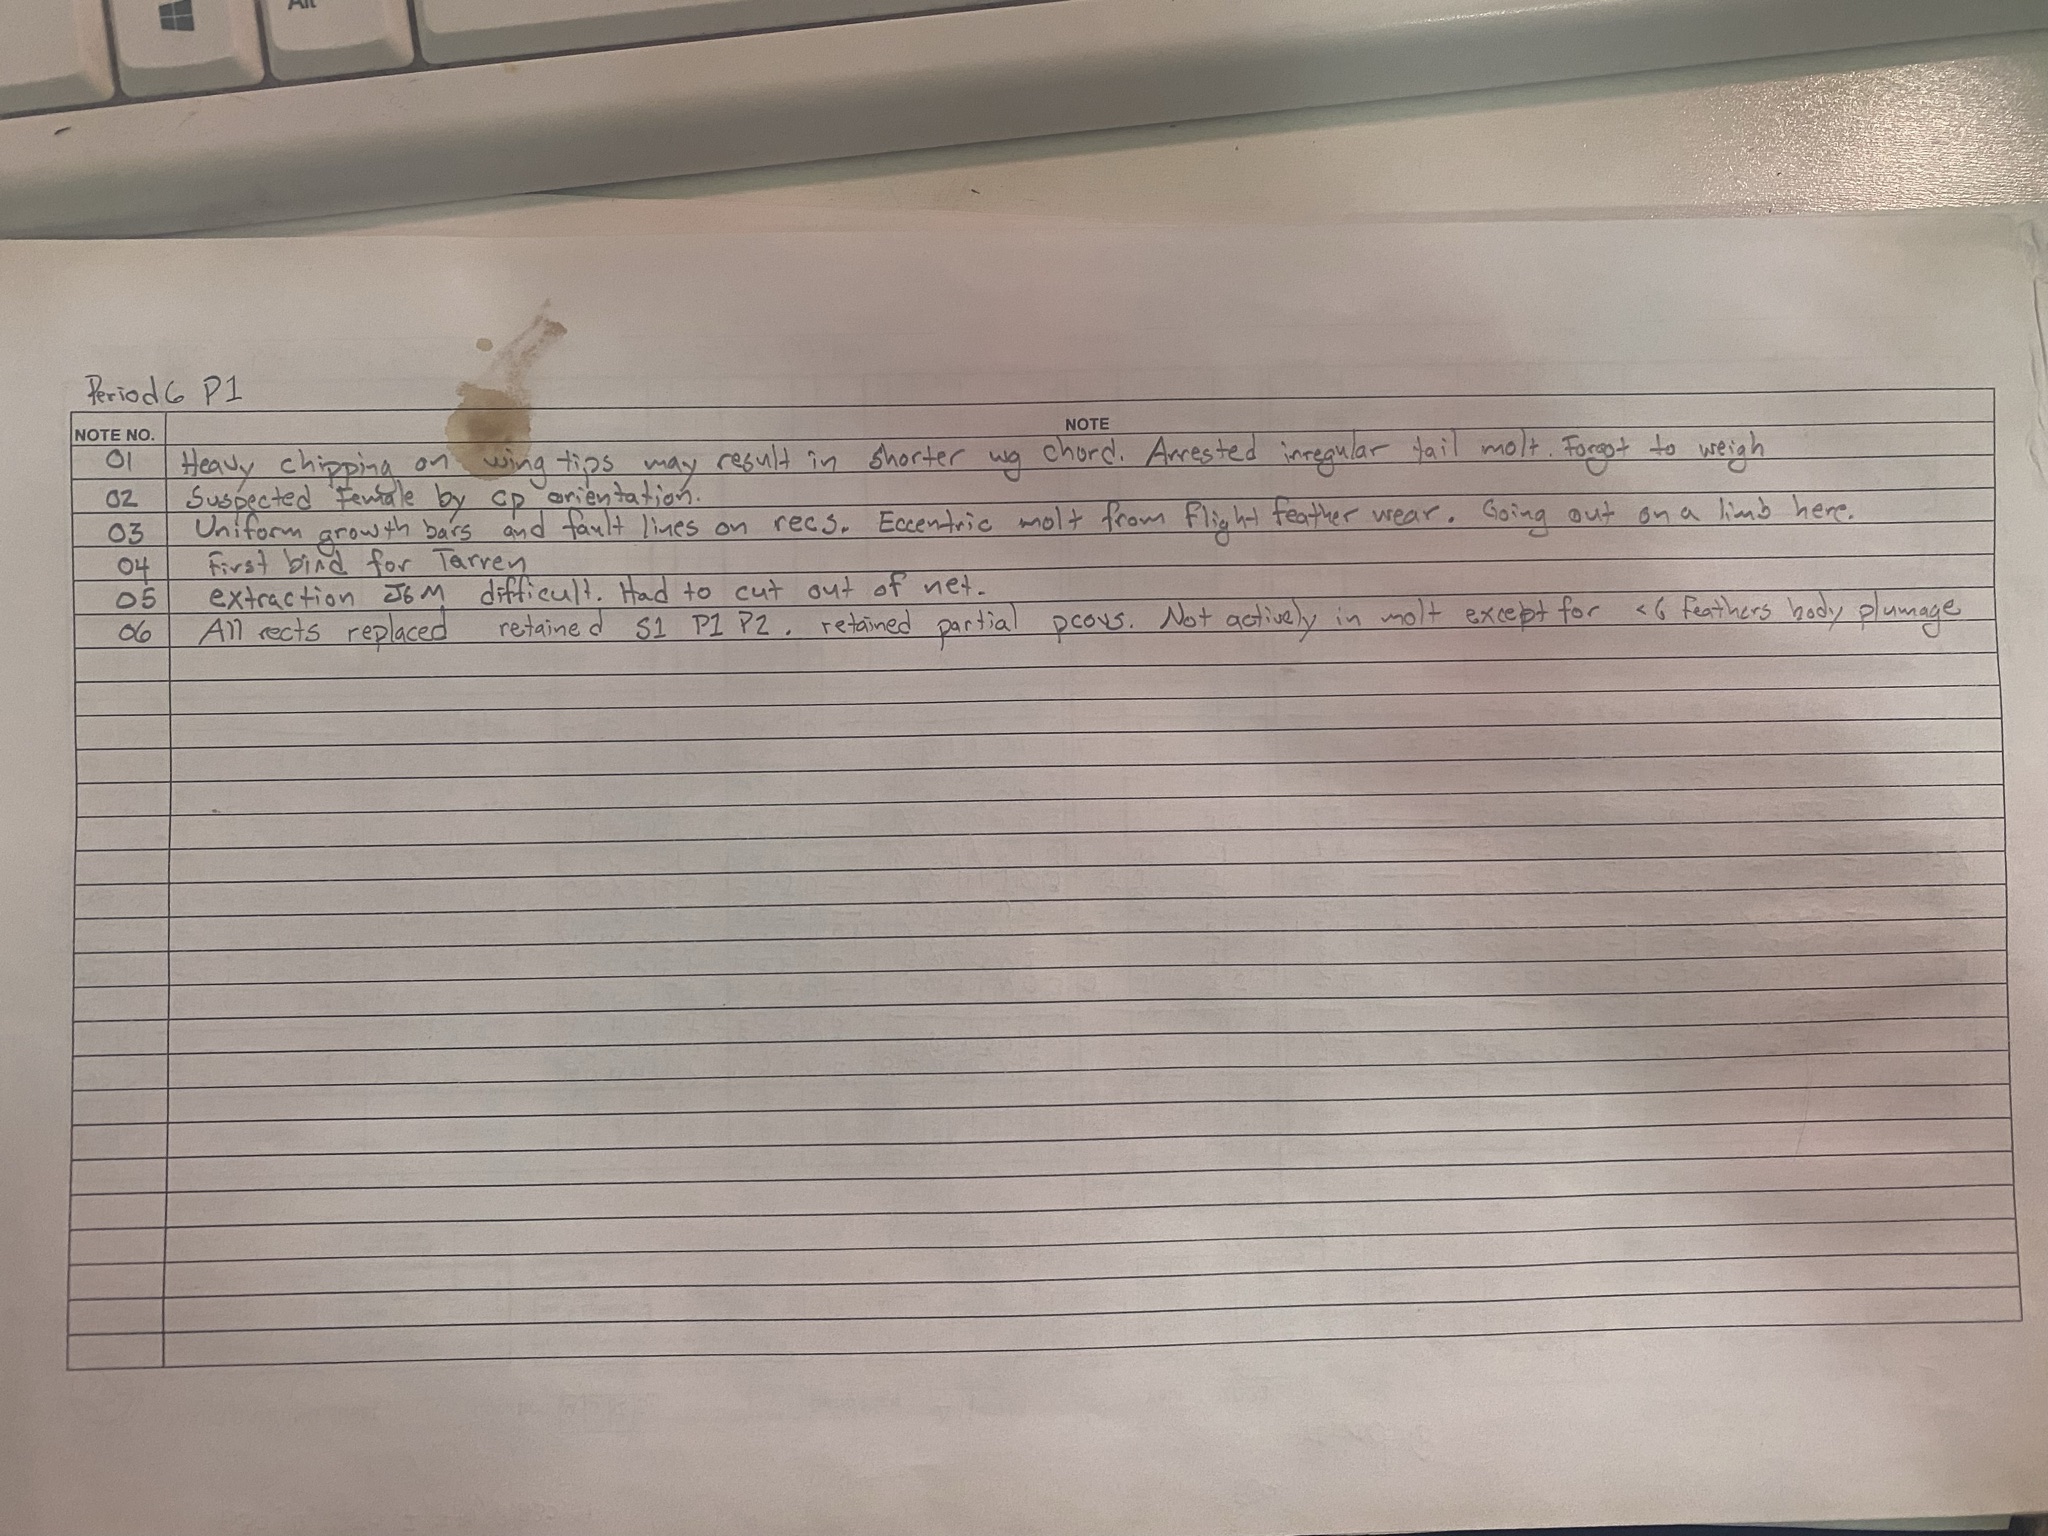 Alt
Period 6 P1
NOTE NO. NOTE
01 Heavy chipping on wing tips may result in shorter wg chord. Arrested irregular tail molt. Forgot to weigh
02 Suspected Female by cp orientation.
03 Uniform growth bars and fault lines on recs. Eccentric molt from flight feather wear. Going out on a limb here.
04 First bird for Tarren
05 extraction JGM difficult. Had to cut out of net.
06 All rects replaced retained S1 P1 P2. retained partial pcovs. Not actively in molt except for <6 feathers body plumage